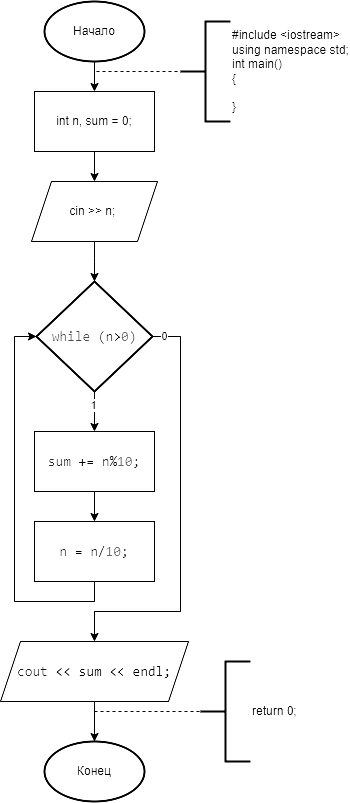 Начало
#include <iostream>
using namespace std;
int main()
{
}
int n, sum = 0;
cin >> n;
while (n>0)
0
1
sum += n%10;
n = n/10;
cout << sum << endl;
return 0;
Конец